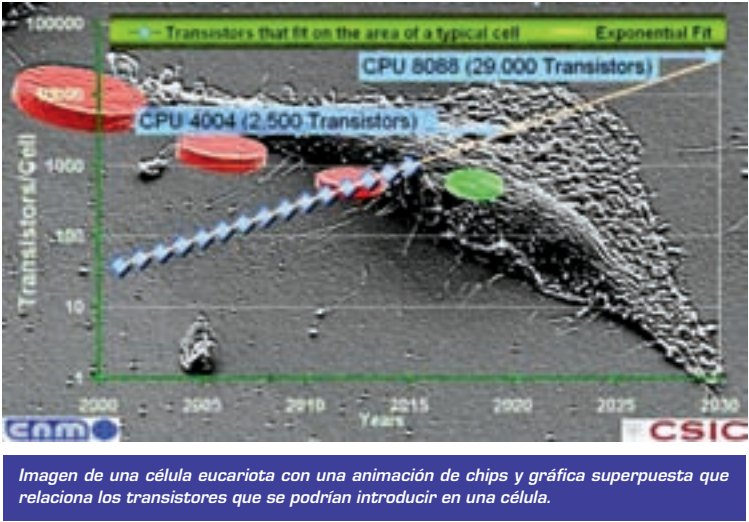 100000
Transistors that fit on the area of a typical cell Exponential Fit
CPU 8088 (29.000 Transistors)
10000
CPU 4004 (2.500 Transistors)
1000
100
10
1
Transistors/Cell
2000 2005 2010 2015 2020 2025 2030
Years
cnm CSIC
Imagen de una célula eucariota con una animación de chips y gráfica superpuesta que
relaciona los transistores que se podrían introducir en una célula.